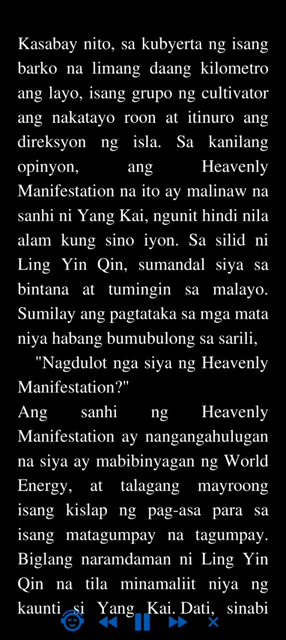 Kasabay nito, sa kubyerta ng isang
barko na limang daang kilometro
ang layo, isang grupo ng cultivator
ang nakatayo roon at itinuro ang
direksyon ng isla. Sa kanilang
opinyon, ang Heavenly
Manifestation na ito ay malinaw na
sanhi ni Yang Kai, ngunit hindi nila
alam kung sino iyon. Sa silid ni
Ling Yin Qin, sumandal siya sa
bintana at tumingin sa malayo.
Sumilay ang pagtataka sa mga mata
niya habang bumubulong sa sarili,
"Nagdulot nga siya ng Heavenly
Manifestation?"
Ang sanhi ng Heavenly
Manifestation ay nangangahulugan
na siya ay mabibinyagan ng World
Energy, at talagang mayroong
isang kislap ng pag-asa para sa
isang matagumpay na tagumpay.
Biglang naramdaman ni Ling Yin
Qin na tila minamaliit niya ng
kaunti si Yang Kai. Dati, sinabi